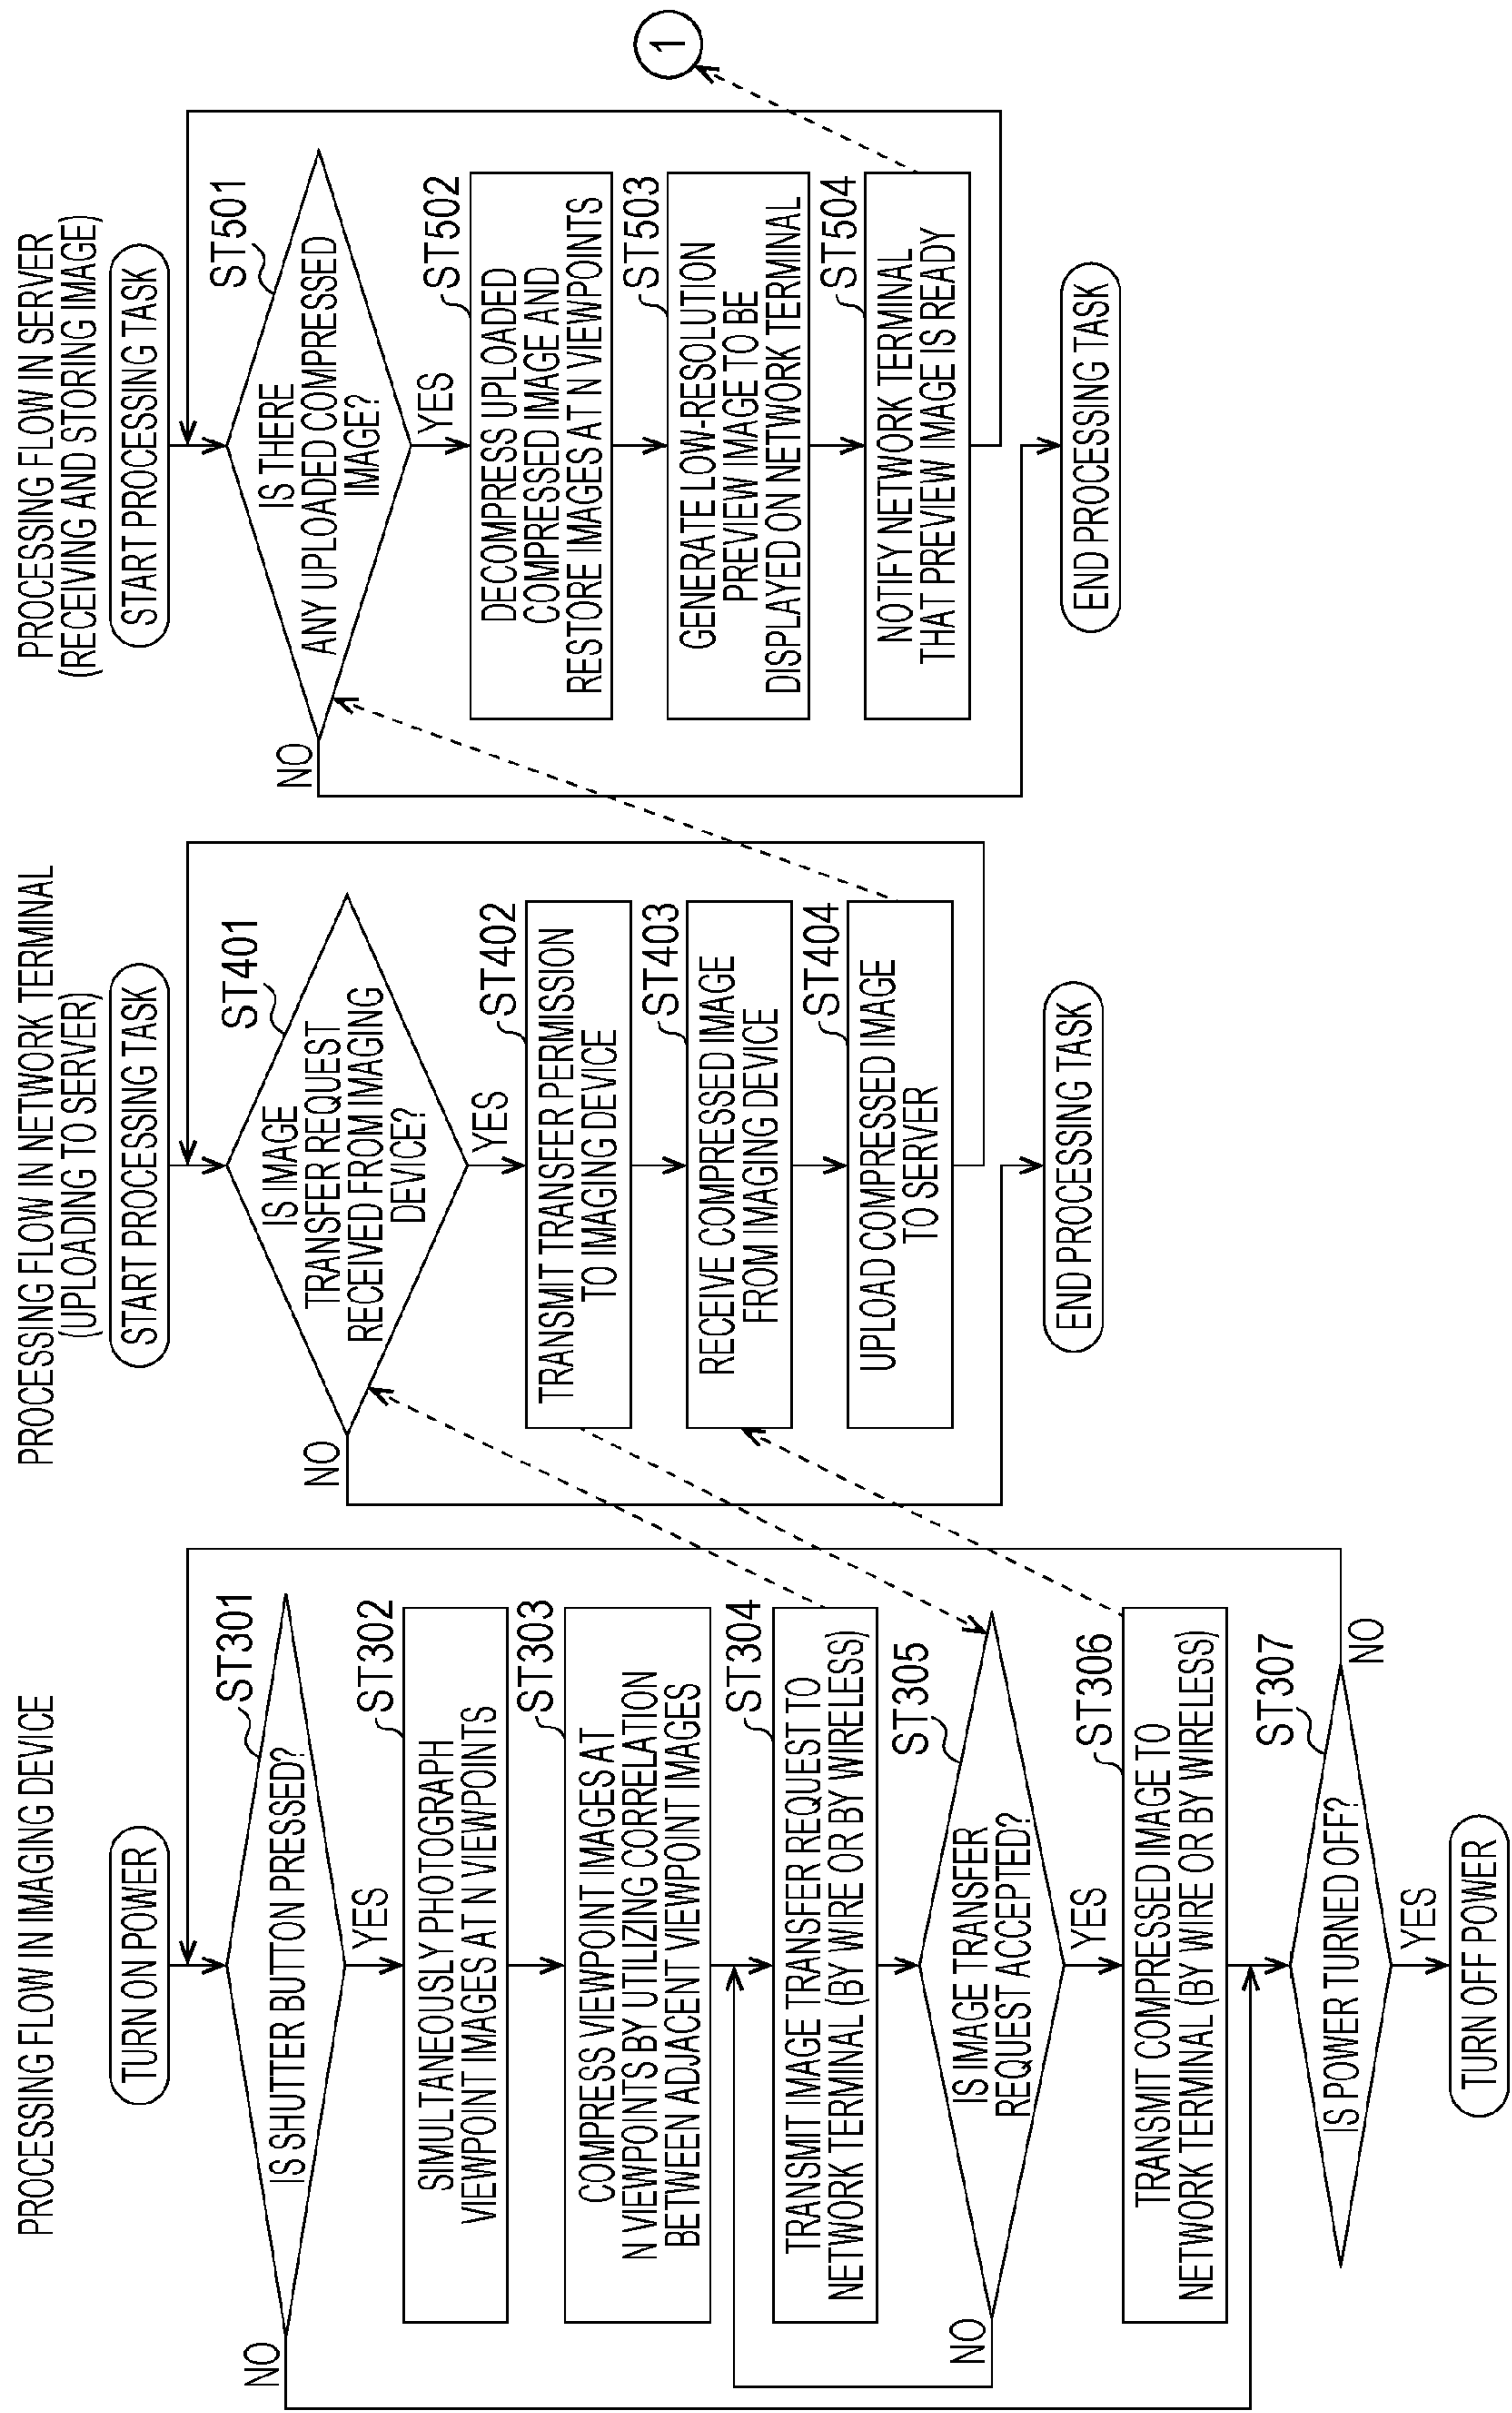 PROCESSING FLOW IN IMAGING DEVICE
TURN ON POWER
ST301
IS SHUTTER BUTTON PRESSED?
NO
YES
ST302
SIMULTANEOUSLY PHOTOGRAPH
VIEWPOINT IMAGES AT N VIEWPOINTS
ST303
COMPRESS VIEWPOINT IMAGES AT
N VIEWPOINTS BY UTILIZING CORRELATION
BETWEEN ADJACENT VIEWPOINT IMAGES
ST304
TRANSMIT IMAGE TRANSFER REQUEST TO
NETWORK TERMINAL (BY WIRE OR BY WIRELESS)
ST305
IS IMAGE TRANSFER
REQUEST ACCEPTED?
NO
YES
ST306
TRANSMIT COMPRESSED IMAGE TO
NETWORK TERMINAL (BY WIRE OR BY WIRELESS)
ST307
IS POWER TURNED OFF?
NO
YES
TURN OFF POWER
PROCESSING FLOW IN NETWORK TERMINAL
(UPLOADING TO SERVER)
START PROCESSING TASK
ST401
IS IMAGE
TRANSFER REQUEST
RECEIVED FROM IMAGING
DEVICE?
NO
YES
ST402
TRANSMIT TRANSFER PERMISSION
TO IMAGING DEVICE
ST403
RECEIVE COMPRESSED IMAGE
FROM IMAGING DEVICE
ST404
UPLOAD COMPRESSED IMAGE
TO SERVER
END PROCESSING TASK
PROCESSING FLOW IN SERVER
(RECEIVING AND STORING IMAGE)
START PROCESSING TASK
ST501
IS THERE
ANY UPLOADED COMPRESSED
IMAGE?
NO
YES
ST502
DECOMPRESS UPLOADED
COMPRESSED IMAGE AND
RESTORE IMAGES AT N VIEWPOINTS
ST503
GENERATE LOW-RESOLUTION
PREVIEW IMAGE TO BE
DISPLAYED ON NETWORK TERMINAL
ST504
NOTIFY NETWORK TERMINAL
THAT PREVIEW IMAGE IS READY
1
END PROCESSING TASK